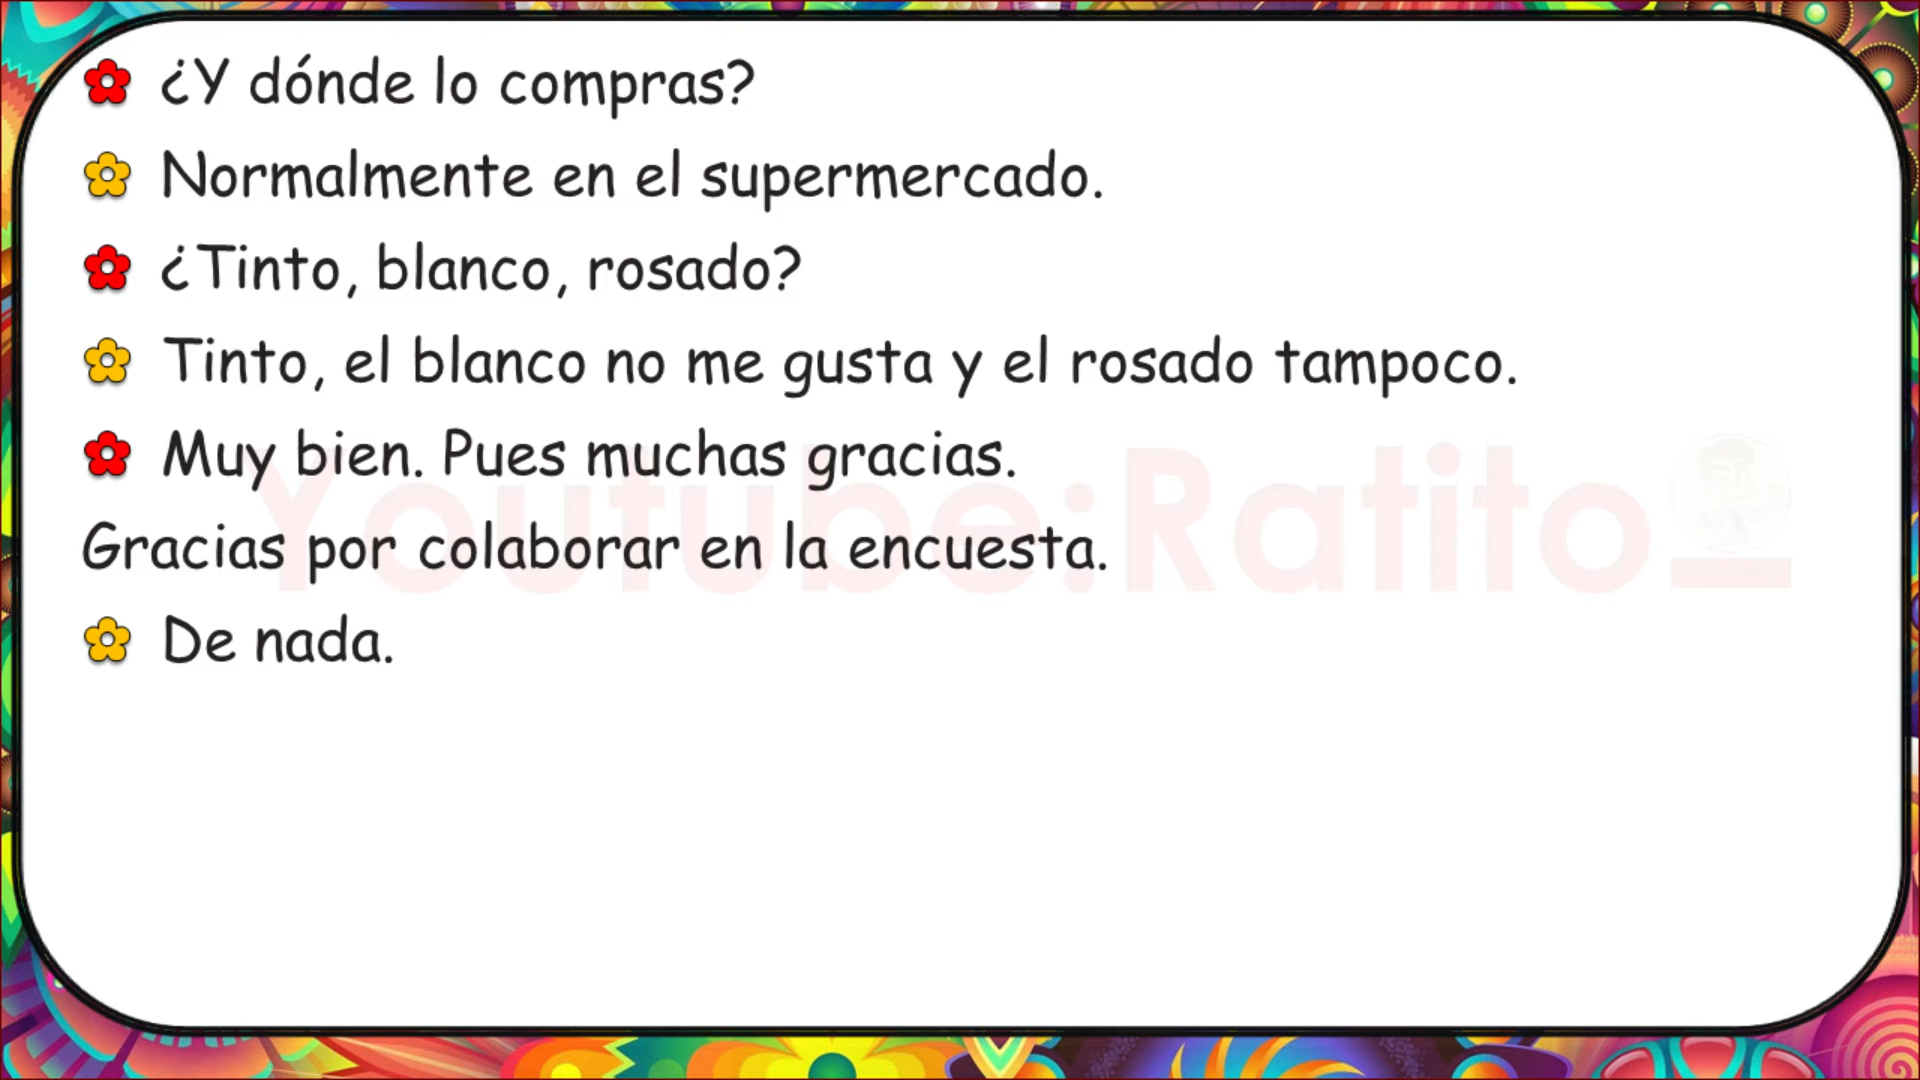 ¿Y dónde lo compras?
Normalmente en el supermercado.
¿Tinto, blanco, rosado?
Tinto, el blanco no me gusta y el rosado tampoco.
Muy bien. Pues muchas gracias.
Gracias por colaborar en la encuesta.
De nada.
Youtube:Ratito